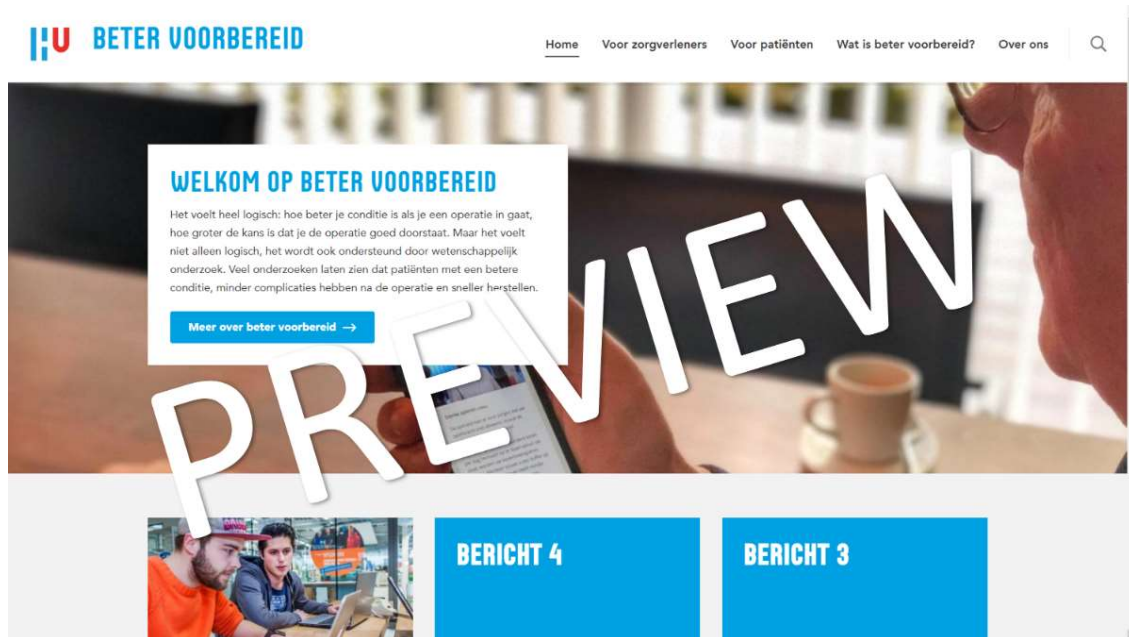 HU BETER VOORBEREID
Home Voor zorgverleners Voor patiënten Wat is beter voorbereid? Over ons
WELKOM OP BETER VOORBEREID
Het voelt heel logisch: hoe beter je conditie is als je een operatie in gaat,
hoe groter de kans is dat je de operatie goed doorstaat. Maar het voelt
niet alleen logisch, het wordt ook ondersteund door wetenschappelijk
onderzoek. Veel onderzoeken laten zien dat patiënten met een betere
conditie, minder complicaties hebben na de operatie en sneller herstellen.
Meer over beter voorbereid →
PREVIEW
BERICHT 4
BERICHT 3